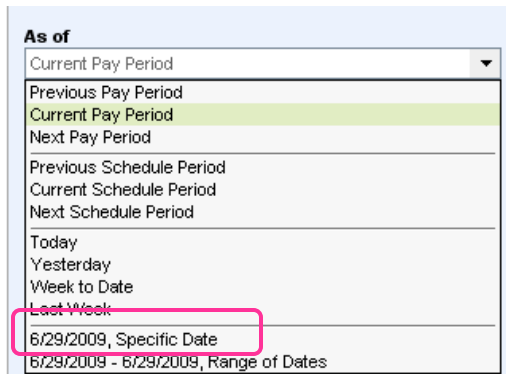 As of
Current Pay Period
Previous Pay Period
Current Pay Period
Next Pay Period
Previous Schedule Period
Current Schedule Period
Next Schedule Period
Today
Yesterday
Week to Date
Last Week
6/29/2009, Specific Date
6/29/2009 - 6/29/2009, Range of Dates